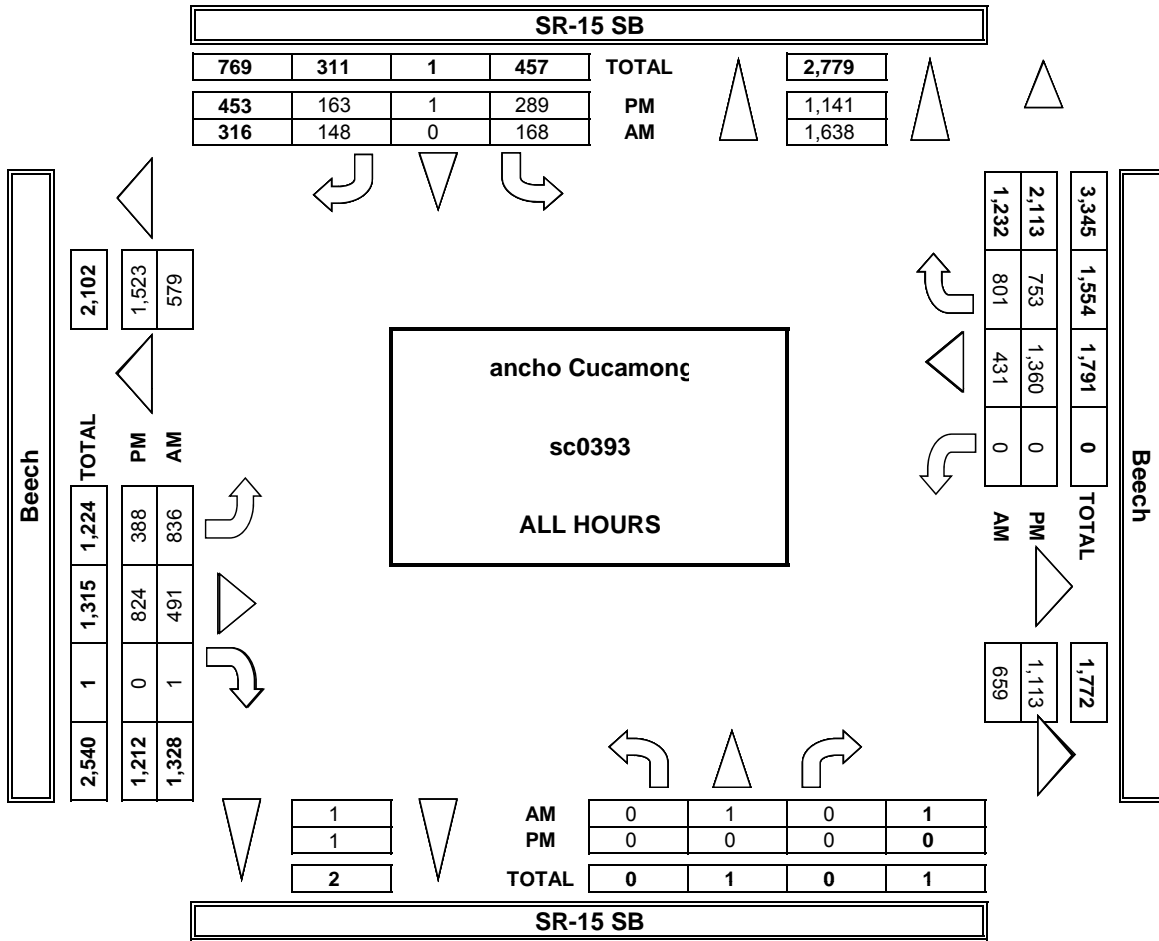 SR-15 SB
769 311 1 457 TOTAL 2,779
453 163 1 289 PM 1,141
316 148 0 168 AM 1,638
Beech
2,102
1,523
579
TOTAL 1,224 1,315 1 2,540
PM 388 824 0 1,212
AM 836 491 1 1,328
ancho Cucamong
sc0393
ALL HOURS
3,345 1,554 1,791 0 TOTAL
2,113 753 1,360 0 PM
1,232 801 431 0 AM
1,772
1,113
659
Beech
1 AM 0 1 0 1
1 PM 0 0 0 0
2 TOTAL 0 1 0 1
SR-15 SB